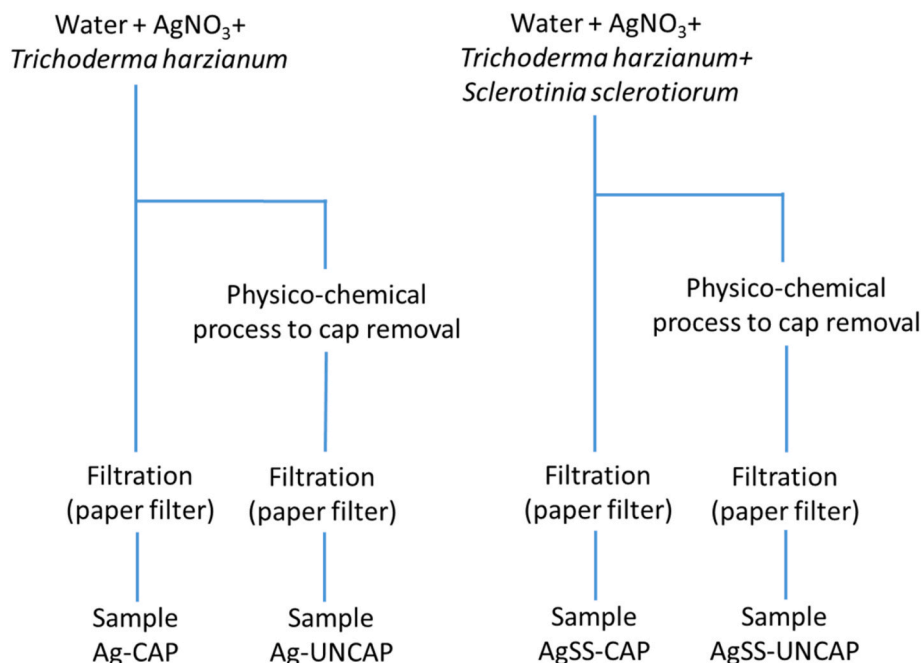 Water + AgNO₃+
Trichoderma harzianum
Physico-chemical
process to cap removal
Filtration
(paper filter)
Filtration
(paper filter)
Sample
Ag-CAP
Sample
Ag-UNCAP
Water + AgNO₃+
Trichoderma harzianum+
Sclerotinia sclerotiorum
Physico-chemical
process to cap removal
Filtration
(paper filter)
Filtration
(paper filter)
Sample
AgSS-CAP
Sample
AgSS-UNCAP